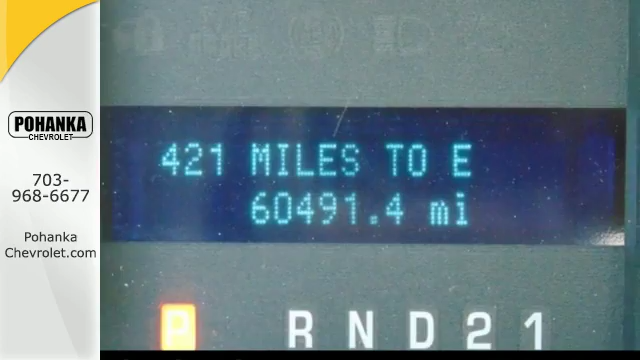 POHANKA
CHEVROLET
703-
968-6677
Pohanka
Chevrolet.com
421 MILES TO E
60491.4 mi
P R N D 2 1